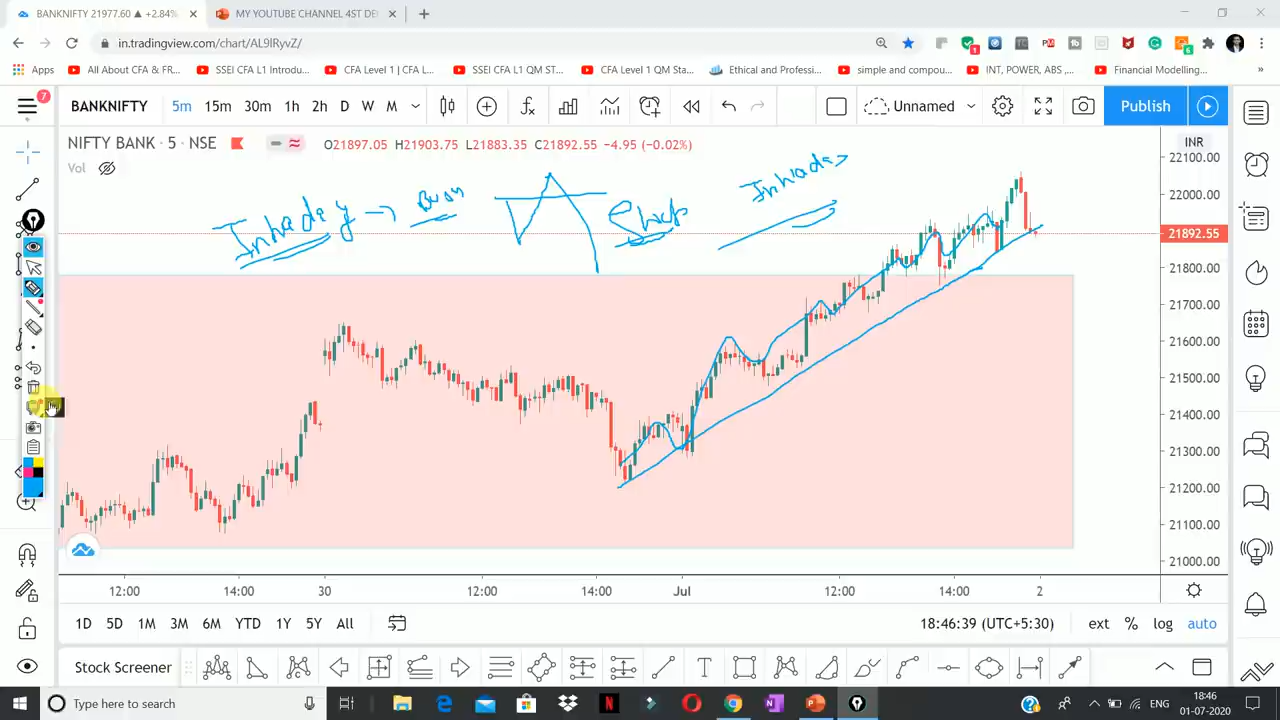 BANKNIFTY 21977.60 ▲ +2.84%
MY YOUTUBE CHANNEL 4ST DE
in.tradingview.com/chart/AL9lRyvZ/
Apps
All About CFA & FR...
SSEI CFA L1 Introdu...
CFA Level 1 | CFA L...
SSEI CFA L1 QM ST...
CFA Level 1 QM Sta...
Ethical and Professi...
simple and compou...
INT, POWER, ABS ,...
Financial Modelling...
»
7
BANKNIFTY 5m 15m 30m 1h 2h D W M
Unnamed
Publish
NIFTY BANK · 5 · NSE
O21897.05 H21903.75 L21883.35 C21892.55 -4.95 (-0.02%)
INR
Vol
22100.00
22000.00
21892.55
21800.00
21700.00
21600.00
21500.00
21400.00
21300.00
21200.00
21100.00
21000.00
12:00 14:00 30 12:00 14:00 Jul 12:00 14:00 2
1D 5D 1M 3M 6M YTD 1Y 5Y All
18:46:39 (UTC+5:30)
ext % log auto
Stock Screener
Type here to search
ENG
18:46
01-07-2020